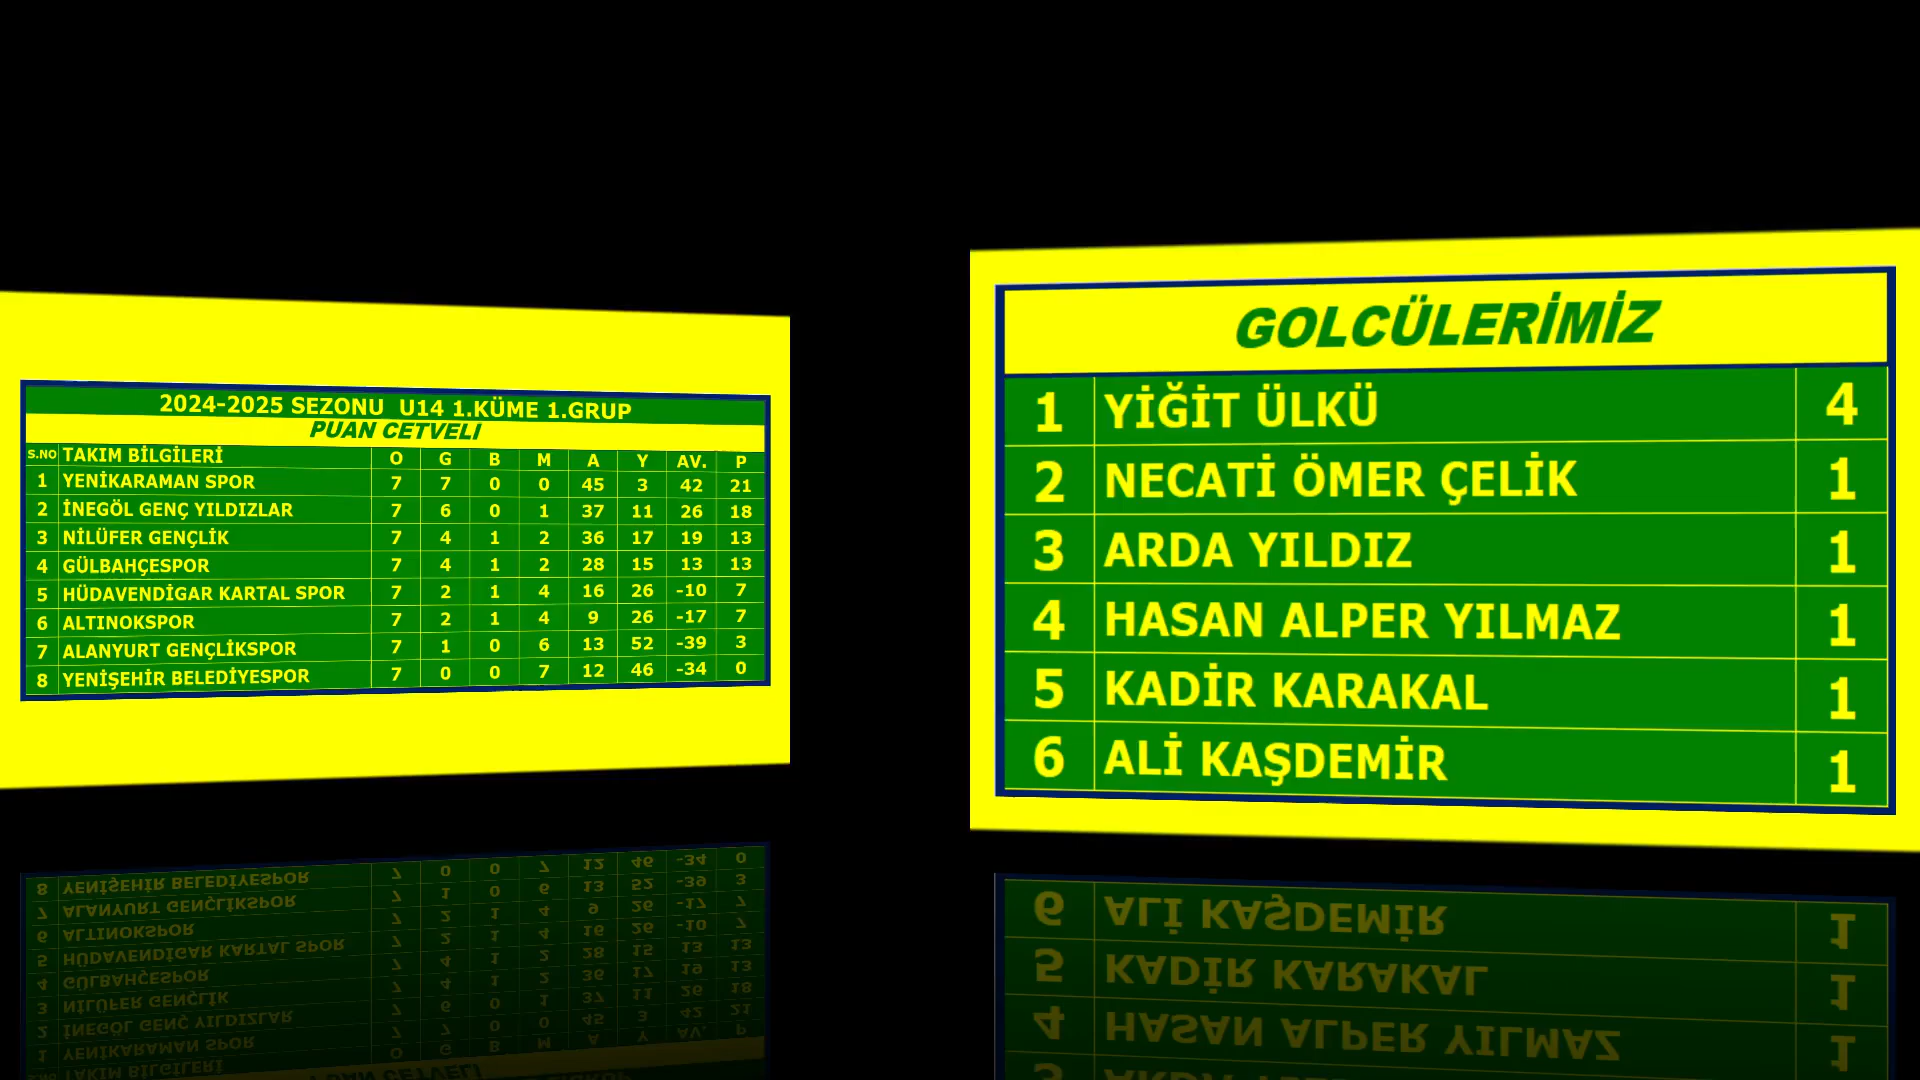 2024-2025 SEZONU U14 1.KÜME 1.GRUP
PUAN CETVELİ
S.NO TAKIM BİLGİLERİ O G B M A Y AV. P
1 YENİKARAMAN SPOR 7 7 0 0 45 3 42 21
2 İNEGÖL GENÇ YILDIZLAR 7 6 0 1 37 11 26 18
3 NİLÜFER GENÇLİK 7 4 1 2 36 17 19 13
4 GÜLBAHÇESPOR 7 4 1 2 28 15 13 13
5 HÜDAVENDİGAR KARTAL SPOR 7 2 1 4 16 26 -10 7
6 ALTINOKSPOR 7 2 1 4 9 26 -17 7
7 ALANYURT GENÇLİKSPOR 7 1 0 6 13 52 -39 3
8 YENİŞEHİR BELEDİYESPOR 7 0 0 7 12 46 -34 0
GOLCÜLERİMİZ
1 YİĞİT ÜLKÜ 4
2 NECATİ ÖMER ÇELİK 1
3 ARDA YILDIZ 1
4 HASAN ALPER YILMAZ 1
5 KADİR KARAKAL 1
6 ALİ KAŞDEMİR 1